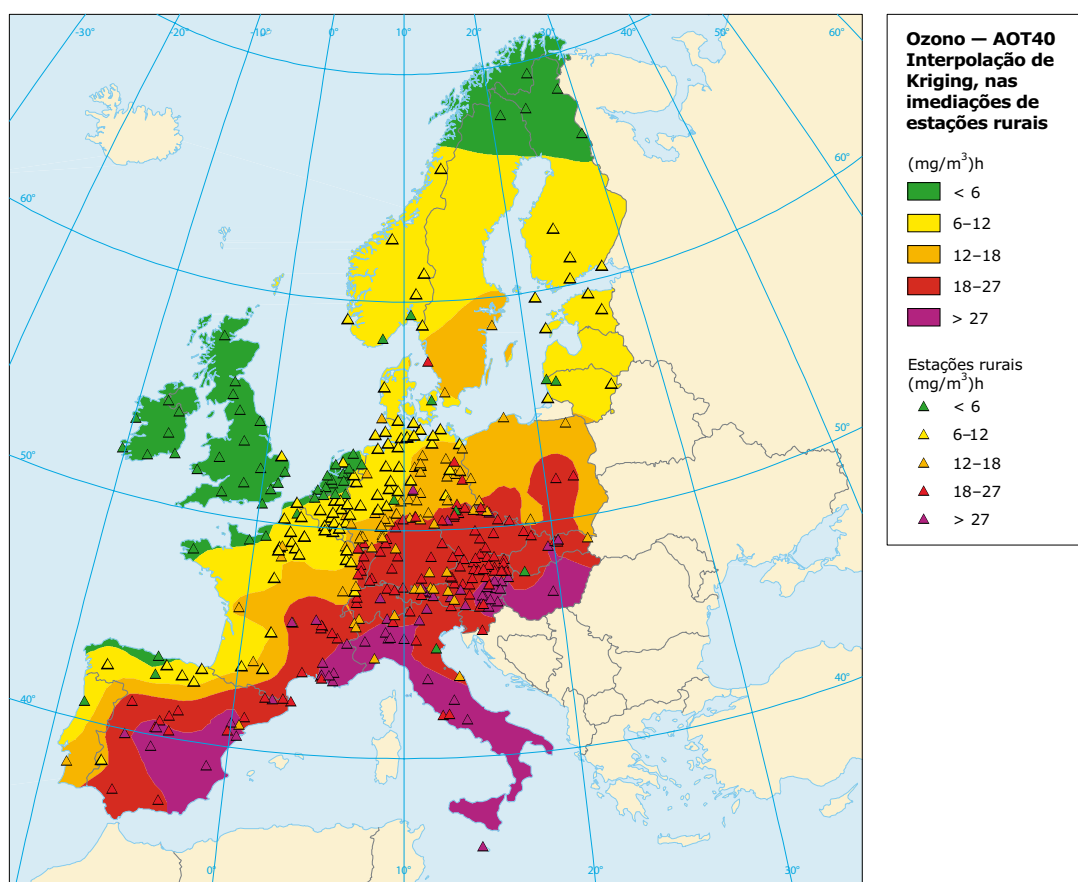 -30° -20° -10° 0° 10° 20° 30° 40° 50° 60°
60°
60°
50°
50°
40°
40°
0° 10° 20° 30°
Ozono — AOT40
Interpolação de
Kriging, nas
imediações de
estações rurais
(mg/m³)h
< 6
6–12
12–18
18–27
> 27
Estações rurais
(mg/m³)h
< 6
6–12
12–18
18–27
> 27